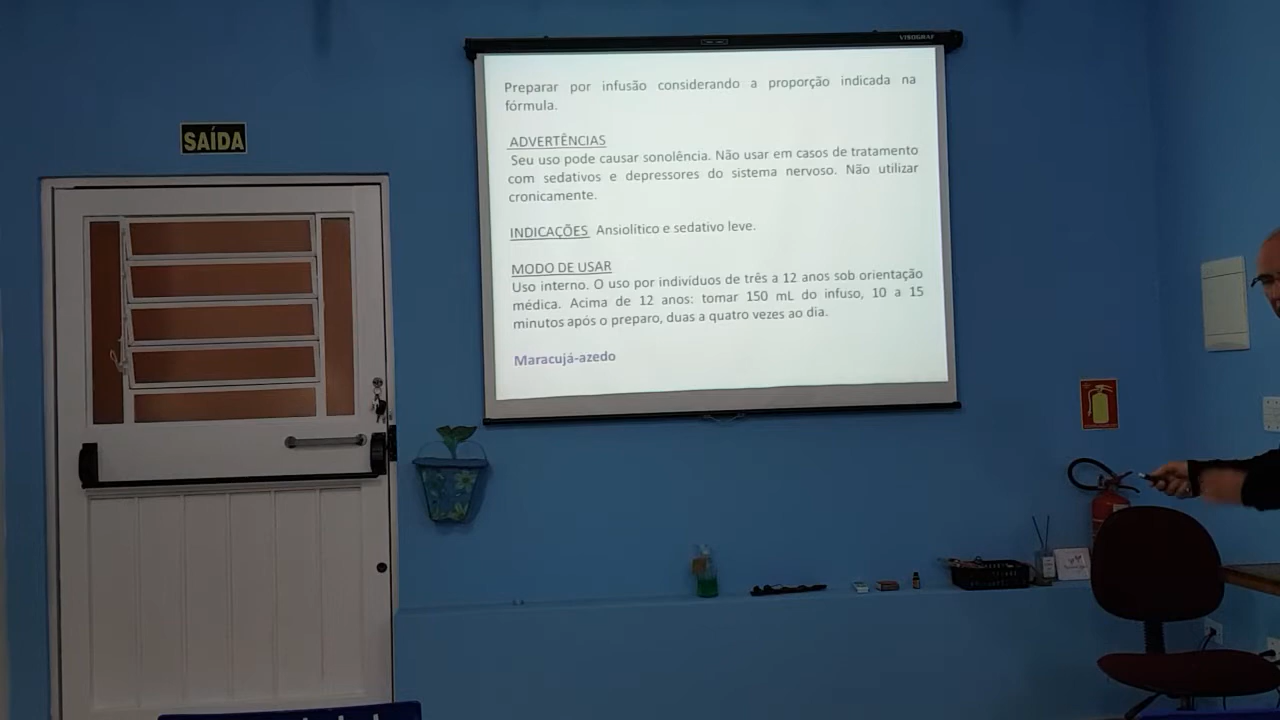 VISOGRAF
Preparar por infusão considerando a proporção indicada na
fórmula.
ADVERTÊNCIAS
Seu uso pode causar sonolência. Não usar em casos de tratamento
com sedativos e depressores do sistema nervoso. Não utilizar
cronicamente.
INDICAÇÕES Ansiolítico e sedativo leve.
MODO DE USAR
Uso interno. O uso por indivíduos de três a 12 anos sob orientação
médica. Acima de 12 anos: tomar 150 mL do infuso, 10 a 15
minutos após o preparo, duas a quatro vezes ao dia.
Maracujá-azedo
SAÍDA